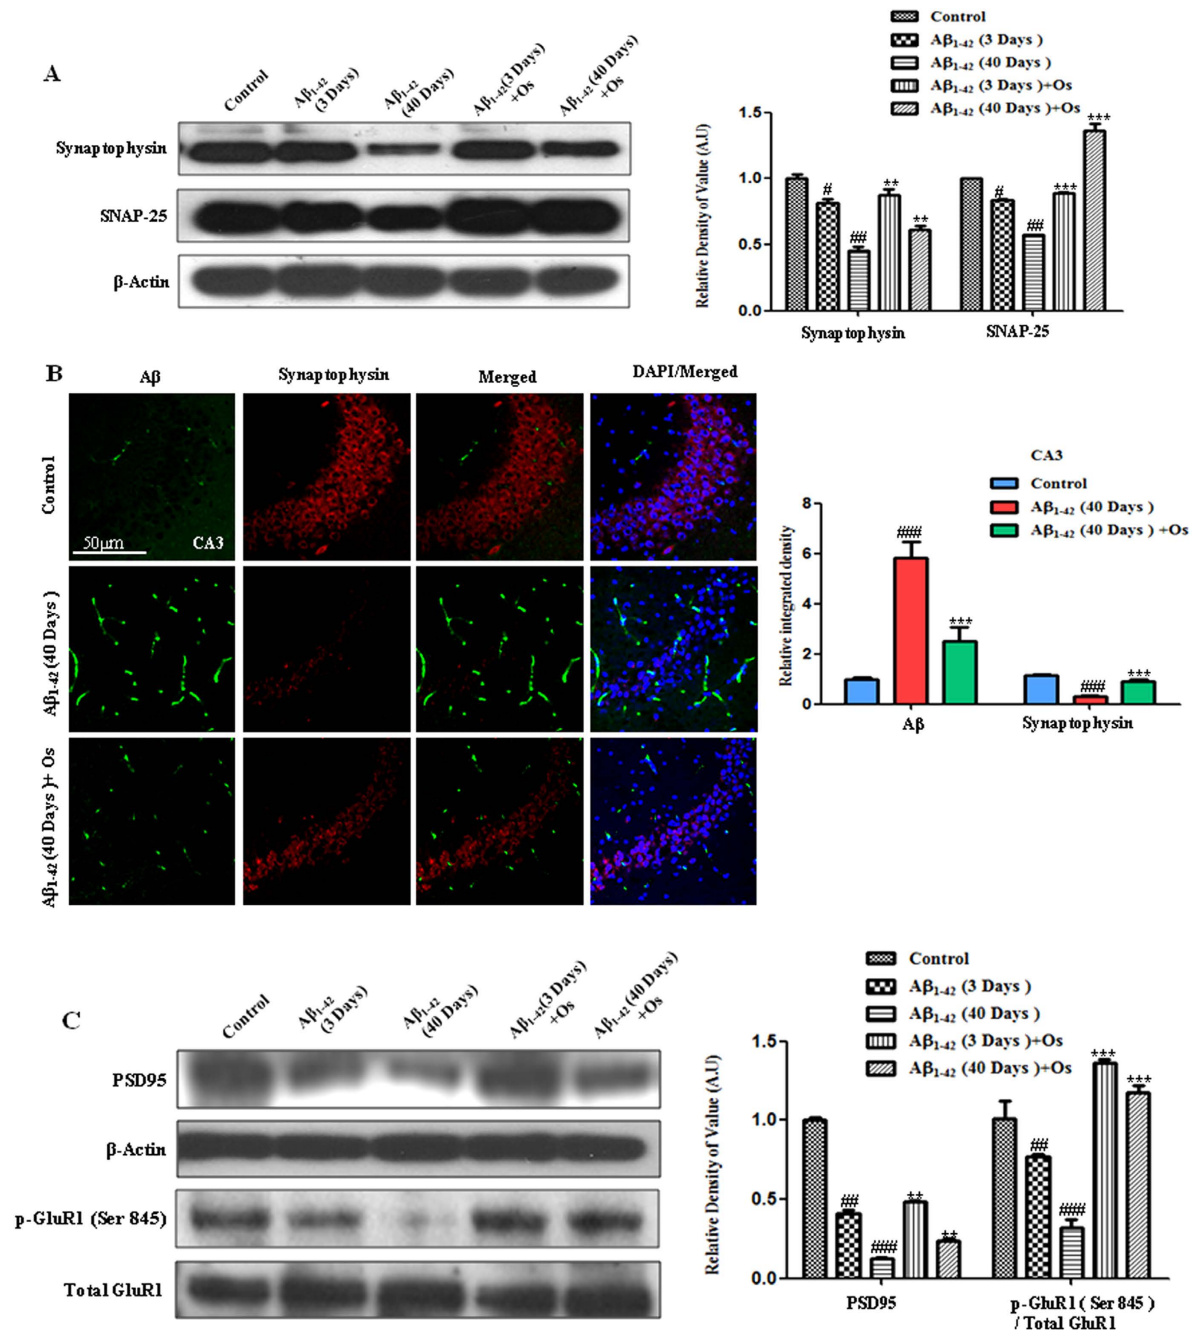 A
Control
Aβ1-42
(3 Days)
Aβ1-42
(40 Days)
Aβ1-42(3 Days)
+Os
Aβ1-42 (40 Days)
+Os
Synaptophysin
SNAP-25
β-Actin
Control
Aβ1-42 (3 Days )
Aβ1-42 (40 Days )
Aβ1-42 (3 Days )+Os
Aβ1-42 (40 Days )+Os
Relative Density of Value (A.U)
1.5
1.0
0.5
0.0
#
##
**
**
#
##
***
***
Synaptophysin
SNAP-25
B
Aβ
Synaptophysin
Merged
DAPI/Merged
Control
50µm
CA3
Aβ1-42 (40 Days )
Aβ1-42 (40 Days )+ Os
CA3
Control
Aβ1-42 (40 Days )
Aβ1-42 (40 Days ) +Os
Relative integrated density
8
6
4
2
0
###
***
###
***
Aβ
Synaptophysin
C
Control
Aβ1-42
(3 Days)
Aβ1-42
(40 Days)
Aβ1-42(3 Days)
+Os
Aβ1-42 (40 Days)
+Os
PSD95
β-Actin
p-GluR1 (Ser 845)
Total GluR1
Control
Aβ1-42 (3 Days )
Aβ1-42 (40 Days )
Aβ1-42 (3 Days )+Os
Aβ1-42 (40 Days )+Os
Relative Density of Value (A.U)
1.5
1.0
0.5
0.0
##
###
**
**
##
###
***
***
PSD95
p-GluR1 ( Ser 845 )
/ Total GluR1